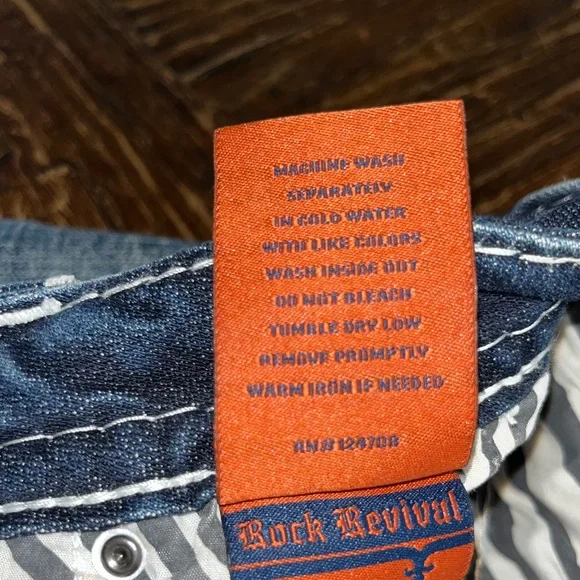 MACHINE WASH
SEPARATELY
IN COLD WATER
WITH LIKE COLORS
WASH INSIDE OUT
DO NOT BLEACH
TUMBLE DRY LOW
REMOVE PROMPTLY
WARM IRON IF NEEDED
RN# 124708
Rock Revival